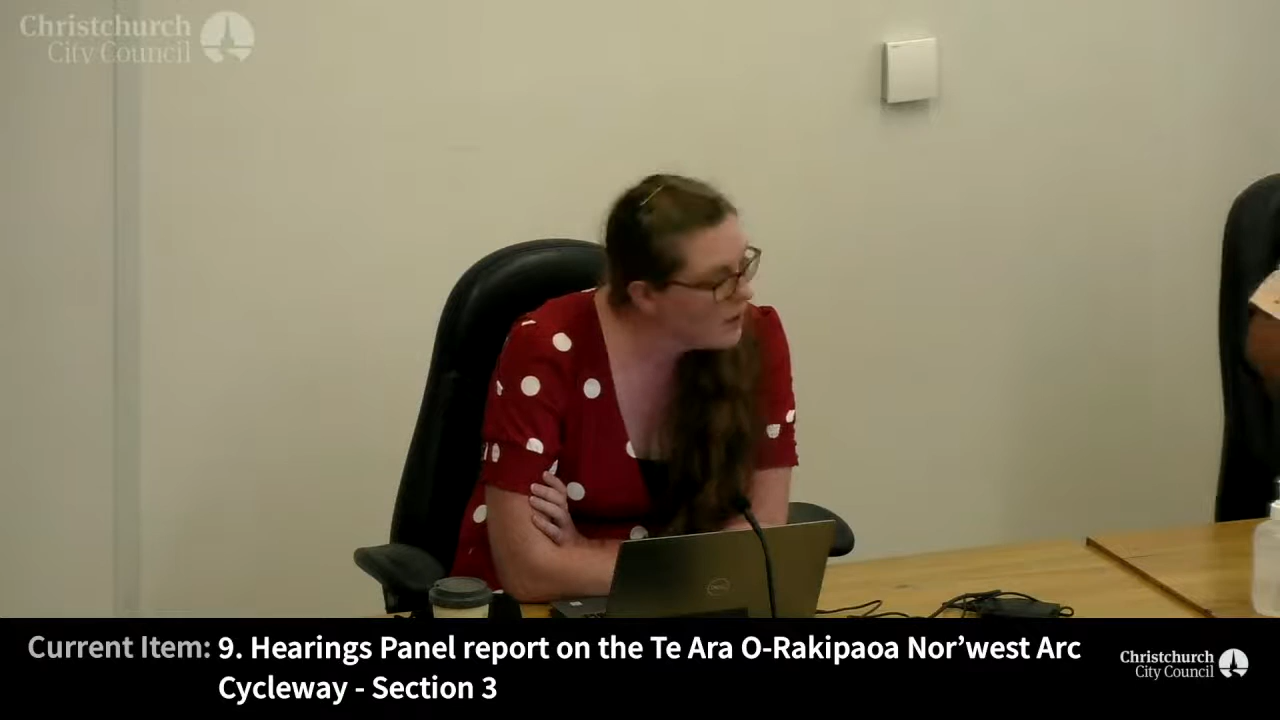 Christchurch
City Council
DELL
Current Item: 9. Hearings Panel report on the Te Ara O-Rakipaoa Nor’west Arc
Cycleway - Section 3
Christchurch
City Council